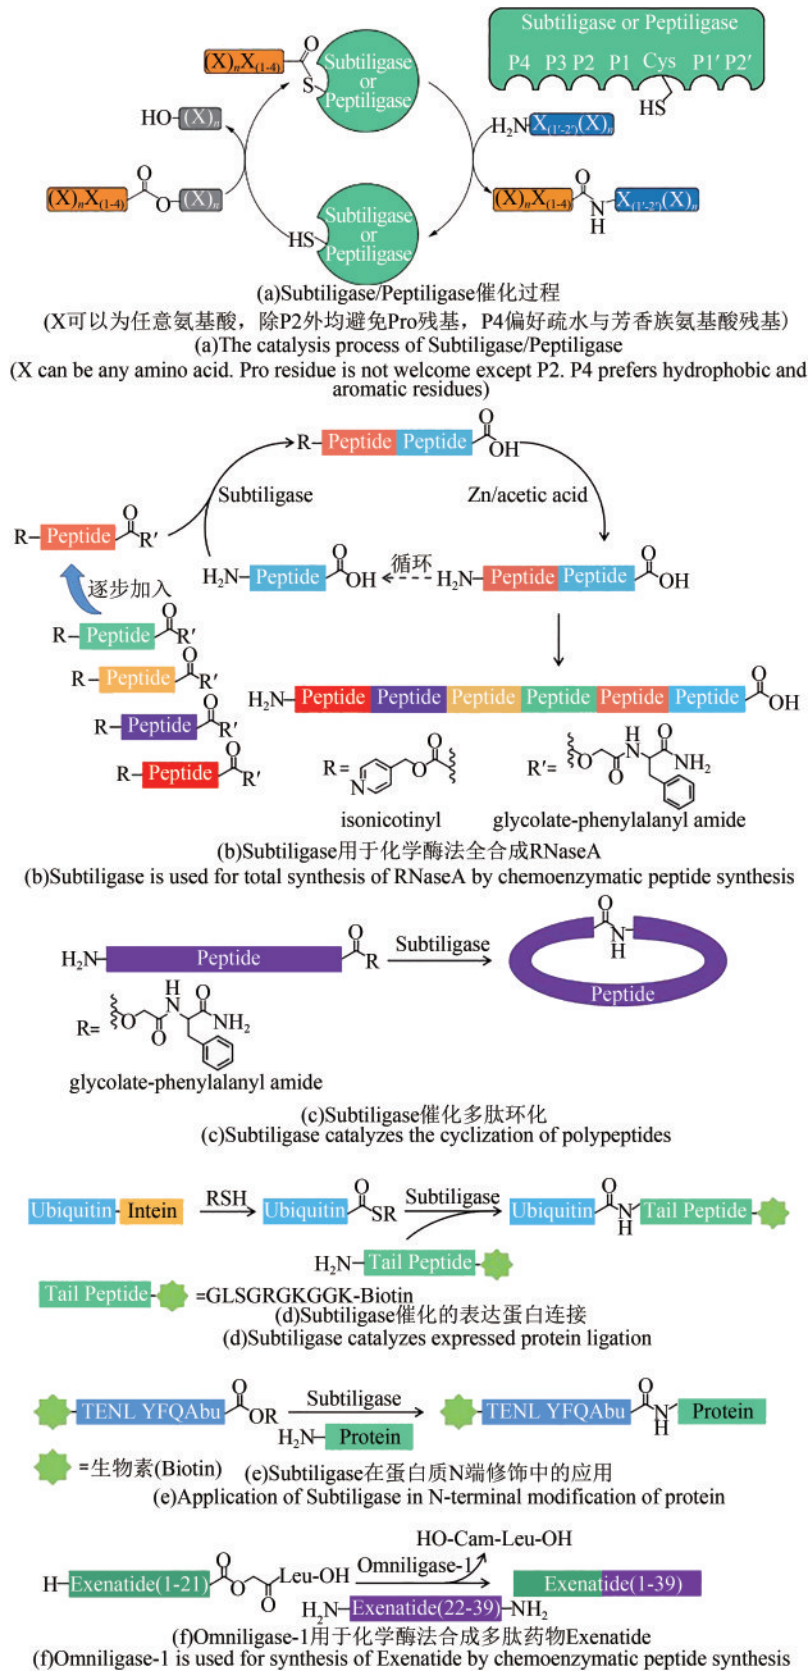 Subtiligase or Peptiligase
P4 P3 P2 P1 Cys P1′ P2′
HS
(X)nX(1-4)
O
S
Subtiligase
or
Peptiligase
HO-(X)n
H2N-X(1′-2′)(X)n
(X)nX(1-4) O O (X)n
HS
Subtiligase
or
Peptiligase
(X)nX(1-4) O N H X(1′-2′)(X)n
(a)Subtiligase/Peptiligase催化过程
(X可以为任意氨基酸，除P2外均避免Pro残基，P4偏好疏水与芳香族氨基酸残基)
(a)The catalysis process of Subtiligase/Peptiligase
(X can be any amino acid. Pro residue is not welcome except P2. P4 prefers hydrophobic and
aromatic residues)
R-Peptide Peptide O OH
Subtiligase
Zn/acetic acid
R-Peptide O R′
H2N-Peptide O OH
循环
H2N-Peptide Peptide O OH
逐步加入
R-Peptide O R′
R-Peptide O R′
R-Peptide O R′
R-Peptide O R′
H2N-Peptide Peptide Peptide Peptide Peptide Peptide O OH
R= N O O
isonicotinyl
R′= O O H N O NH2
glycolate-phenylalanyl amide
(b)Subtiligase用于化学酶法全合成RNaseA
(b)Subtiligase is used for total synthesis of RNaseA by chemoenzymatic peptide synthesis
H2N-Peptide O R
Subtiligase
O N H
Peptide
R= O O H N O NH2
glycolate-phenylalanyl amide
(c)Subtiligase催化多肽环化
(c)Subtiligase catalyzes the cyclization of polypeptides
Ubiquitin-Intein
RSH
Ubiquitin O SR
Subtiligase
Ubiquitin O N H Tail Peptide
H2N-Tail Peptide
Tail Peptide =GLSGRGKGGK-Biotin
(d)Subtiligase催化的表达蛋白连接
(d)Subtiligase catalyzes expressed protein ligation
TENL YFQAbu O OR
Subtiligase
H2N-Protein
TENL YFQAbu O N H Protein
=生物素(Biotin)
(e)Subtiligase在蛋白质N端修饰中的应用
(e)Application of Subtiligase in N-terminal modification of protein
HO-Cam-Leu-OH
H-Exenatide(1-21) O O O Leu-OH
Omniligase-1
Exenatide(1-39)
H2N-Exenatide(22-39)-NH2
(f)Omniligase-1用于化学酶法合成多肽药物Exenatide
(f)Omniligase-1 is used for synthesis of Exenatide by chemoenzymatic peptide synthesis